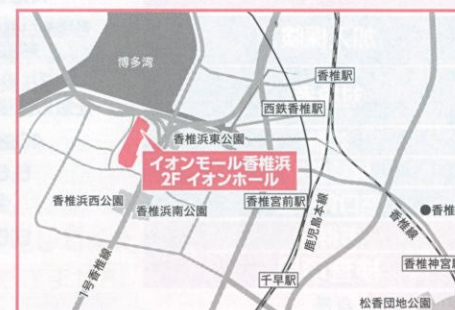 博多湾
香椎駅
西鉄香椎駅
香椎浜東公園
イオンモール香椎浜
2F イオンホール
香椎浜西公園
香椎浜南公園
香椎宮前駅
鹿児島本線
香椎線
●香椎
香椎神宮駅
1号香椎線
千早駅
松香団地公園